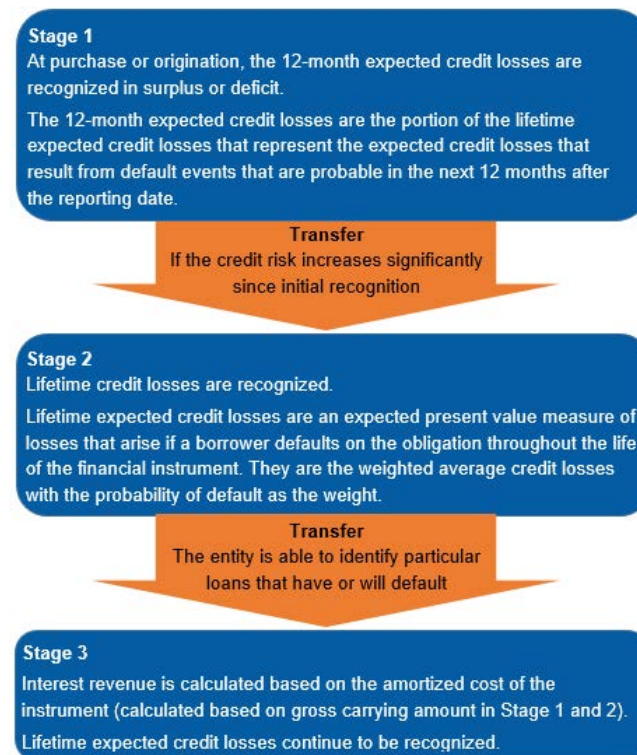 Stage 1
At purchase or origination, the 12-month expected credit losses are
recognized in surplus or deficit.
The 12-month expected credit losses are the portion of the lifetime
expected credit losses that represent the expected credit losses that
result from default events that are probable in the next 12 months after
the reporting date.
Transfer
If the credit risk increases significantly
since initial recognition
Stage 2
Lifetime credit losses are recognized.
Lifetime expected credit losses are an expected present value measure of
losses that arise if a borrower defaults on the obligation throughout the life
of the financial instrument. They are the weighted average credit losses
with the probability of default as the weight.
Transfer
The entity is able to identify particular
loans that have or will default
Stage 3
Interest revenue is calculated based on the amortized cost of the
instrument (calculated based on gross carrying amount in Stage 1 and 2).
Lifetime expected credit losses continue to be recognized.